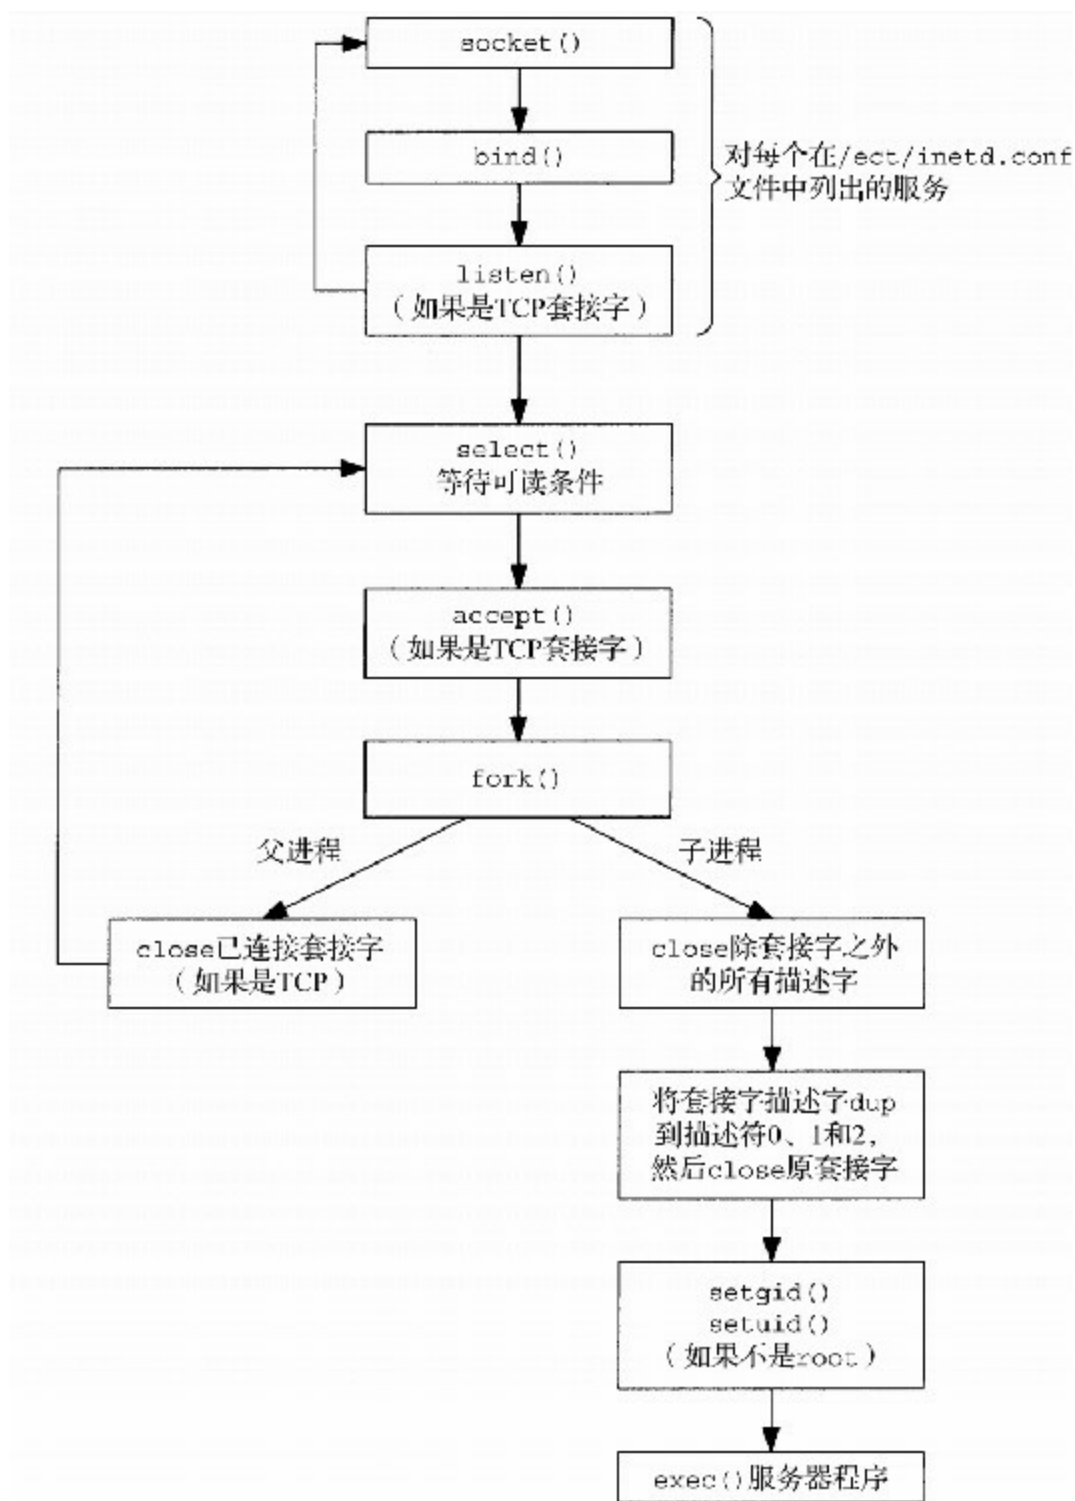 socket()
bind()
对每个在/ect/inetd.conf
文件中列出的服务
listen()
（如果是TCP套接字）
select()
等待可读条件
accept()
（如果是TCP套接字）
fork()
父进程
子进程
close已连接套接字
（如果是TCP）
close除套接字之外
的所有描述字
将套接字描述字dup
到描述符0、1和2，
然后close原套接字
setgid()
setuid()
（如果不是root）
exec()服务器程序